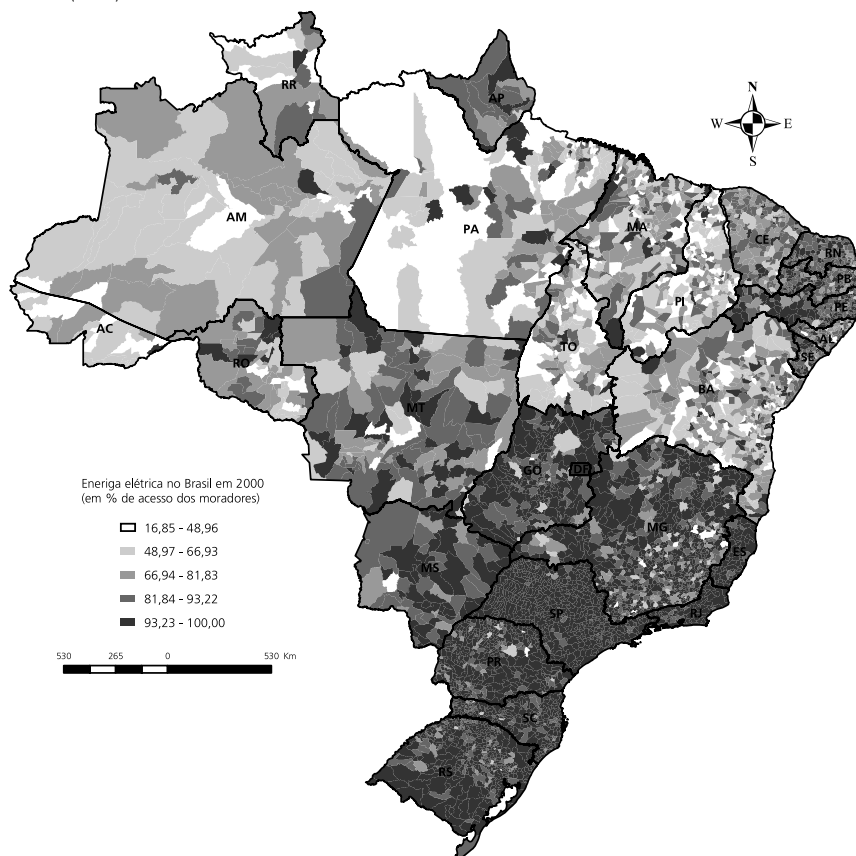 N
W E
S
RR
AP
AM
PA
MA
CE
RN
PB
PE
AL
SE
PI
AC
TO
RO
BA
MT
GO
DF
MG
ES
MS
SP
RJ
PR
SC
RS
Eneriga elétrica no Brasil em 2000
(em % de acesso dos moradores)
16,85 – 48,96
48,97 – 66,93
66,94 – 81,83
81,84 – 93,22
93,23 – 100,00
530 265 0 530 Km